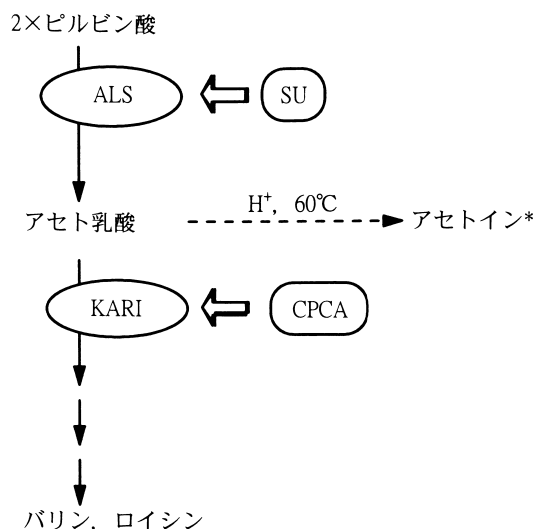 2×ピルビン酸
ALS
SU
アセト乳酸
H⁺, 60℃
アセトイン*
KARI
CPCA
バリン, ロイシン